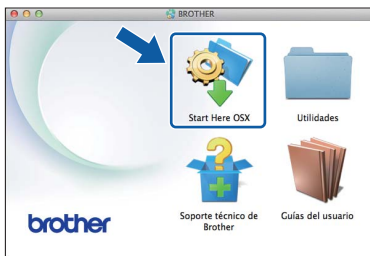 BROTHER
Start Here OSX
Utilidades
Soporte técnico de
Brother
Guías del usuario
brother